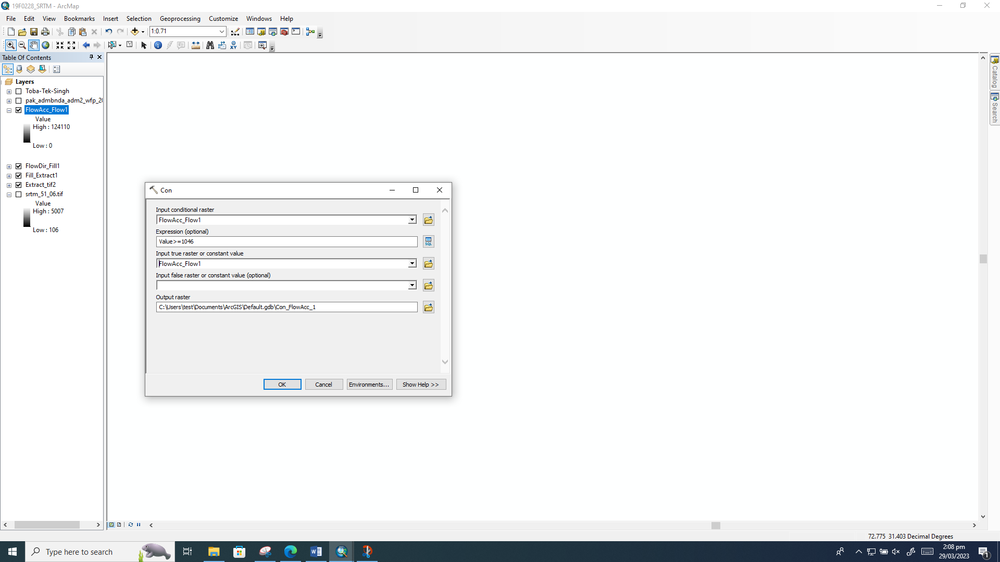 19F0228_SRTM - ArcMap
File Edit View Bookmarks Insert Selection Geoprocessing Customize Windows Help
1:0.71
Table Of Contents
Layers
Toba-Tek-Singh
pak_admbnda_adm2_wfp_20
FlowAcc_Flow1
Value
High : 124110
Low : 0
FlowDir_Fill1
Fill_Extract1
Extract_tif2
srtm_51_06.tif
Value
High : 5007
Low : 106
Con
Input conditional raster
FlowAcc_Flow1
Expression (optional)
Value>=1046
SQL
Input true raster or constant value
FlowAcc_Flow1
Input false raster or constant value (optional)
Output raster
C:\Users\test\Documents\ArcGIS\Default.gdb\Con_FlowAcc_1
OK Cancel Environments... Show Help >>
Catalog
Search
72.775 31.403 Decimal Degrees
Type here to search
2:08 pm
29/03/2023
1